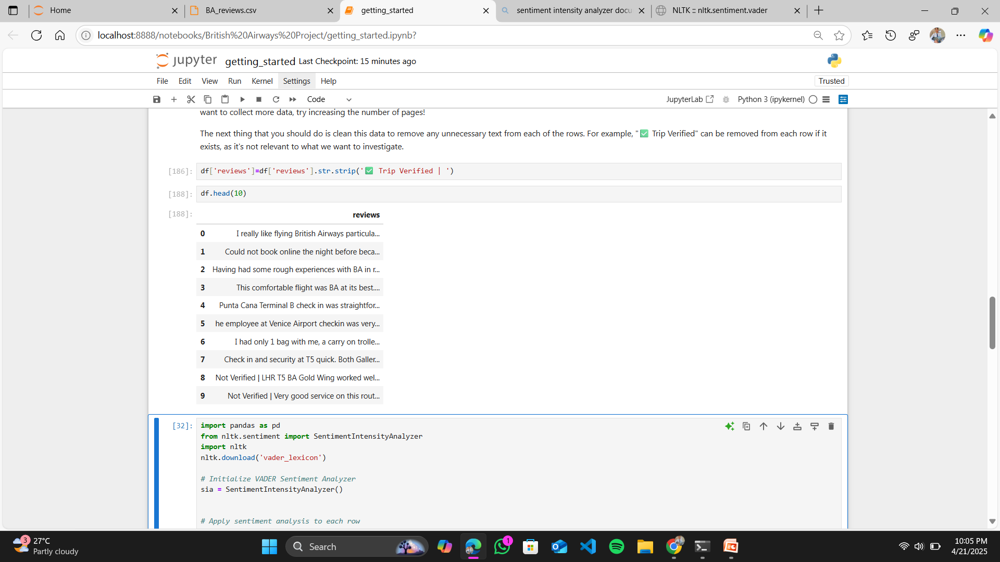 Home
BA_reviews.csv
getting_started
sentiment intensity analyzer docu
NLTK :: nltk.sentiment.vader
localhost:8888/notebooks/British%20Airways%20Project/getting_started.ipynb?
jupyter getting_started Last Checkpoint: 15 minutes ago
File Edit View Run Kernel Settings Help
Trusted
Code
JupyterLab
Python 3 (ipykernel)
want to collect more data, try increasing the number of pages!
The next thing that you should do is clean this data to remove any unnecessary text from each of the rows. For example, "✅ Trip Verified" can be removed from each row if it
exists, as it's not relevant to what we want to investigate.
[186]: df['reviews']=df['reviews'].str.strip('✅ Trip Verified | ')
[188]: df.head(10)
[188]: reviews
0 I really like flying British Airways particula...
1 Could not book online the night before beca...
2 Having had some rough experiences with BA in r...
3 This comfortable flight was BA at its best....
4 Punta Cana Terminal B check in was straightfor...
5 he employee at Venice Airport checkin was very...
6 I had only 1 bag with me, a carry on trolle...
7 Check in and security at T5 quick. Both Galler...
8 Not Verified | LHR T5 BA Gold Wing worked wel...
9 Not Verified | Very good service on this rout...
[32]: import pandas as pd
from nltk.sentiment import SentimentIntensityAnalyzer
import nltk
nltk.download('vader_lexicon')
# Initialize VADER Sentiment Analyzer
sia = SentimentIntensityAnalyzer()
# Apply sentiment analysis to each row
3
27°C
Partly cloudy
Search
1
10:05 PM
4/21/2025